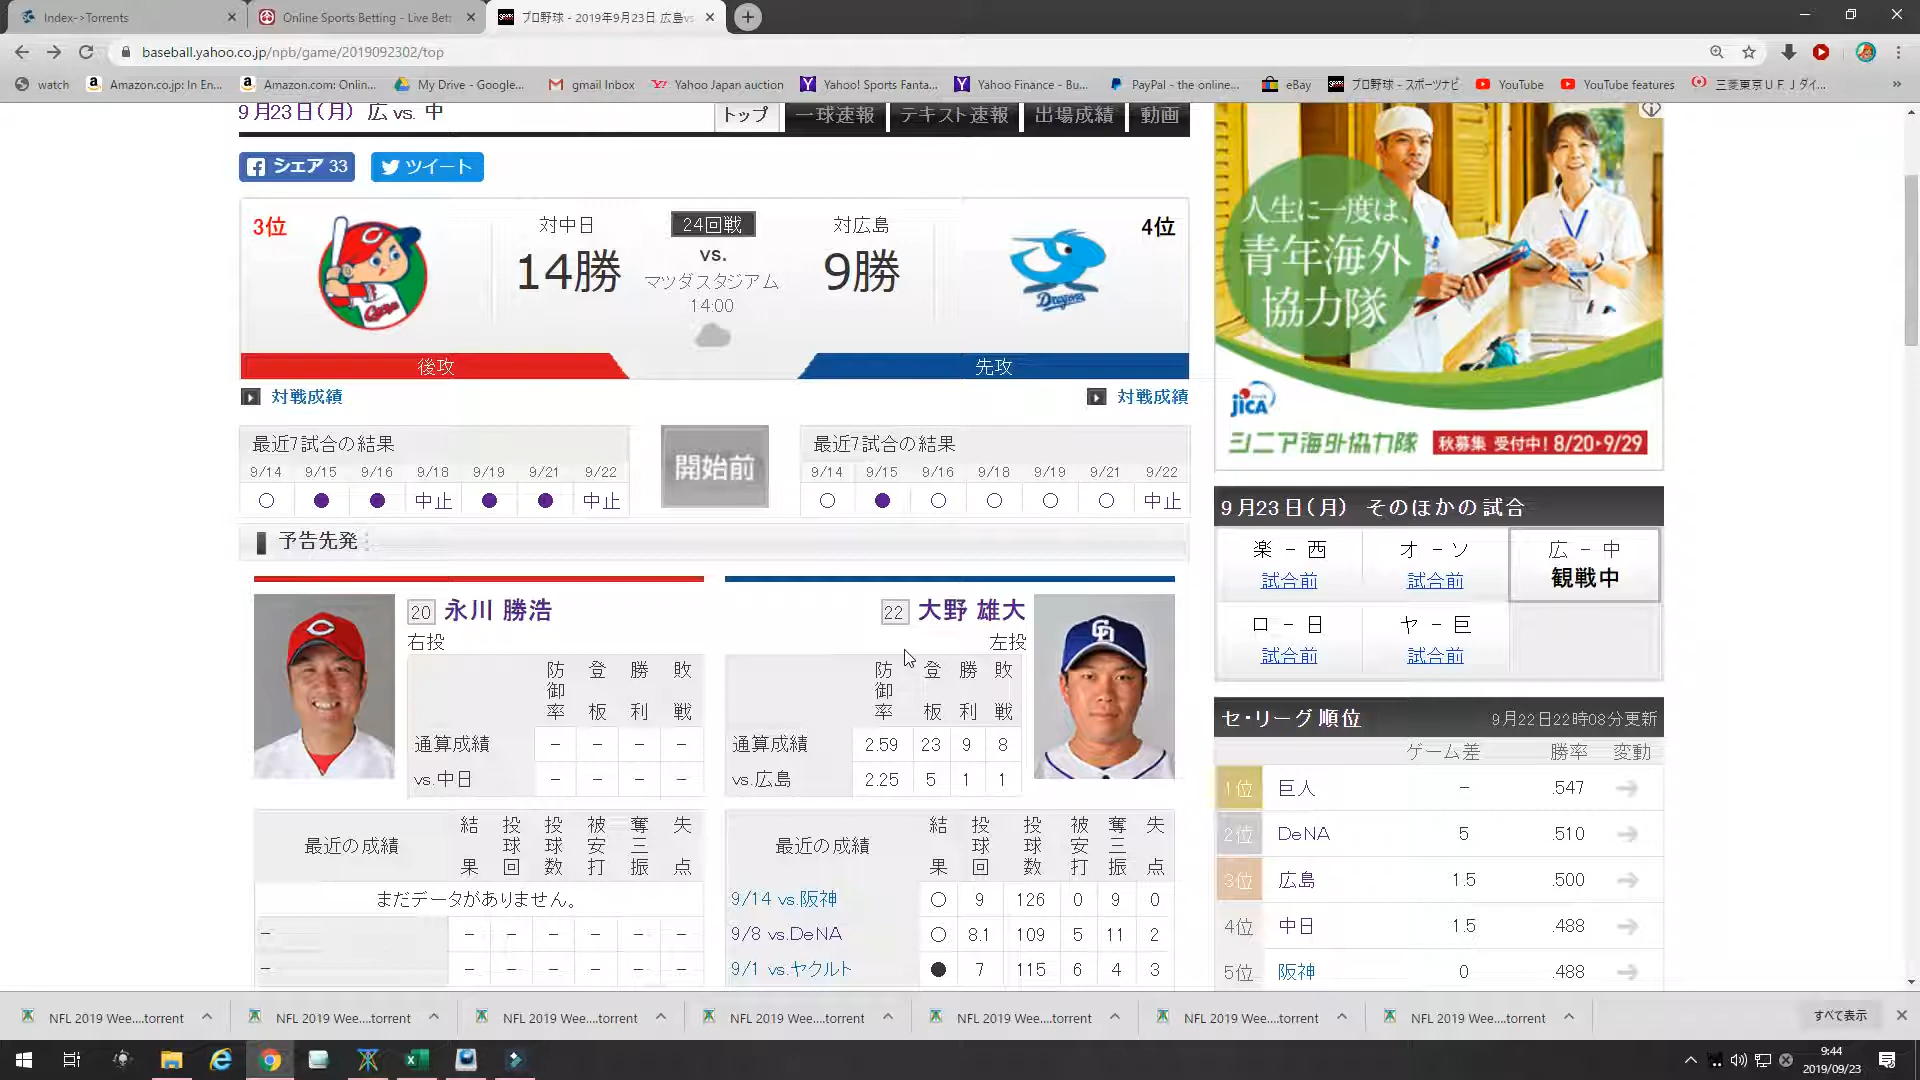 Index->Torrents
Online Sports Betting - Live Bet
プロ野球 - 2019年9月23日 広島vs
baseball.yahoo.co.jp/npb/game/2019092302/top
watch
Amazon.co.jp: In En...
Amazon.com: Onlin...
My Drive - Google...
gmail Inbox
Yahoo Japan auction
Yahoo! Sports Fanta...
Yahoo Finance - Bu...
PayPal - the online...
eBay
プロ野球 - スポーツナビ
YouTube
YouTube features
三菱東京ＵＦＪダイ...
»
9月23日(月) 広 vs. 中
トップ
一球速報
テキスト速報
出場成績
動画
シェア 33
ツイート
3位
対中日
14勝
24回戦
vs.
マツダスタジアム
14:00
対広島
9勝
4位
Dragons
後攻
先攻
対戦成績
対戦成績
最近7試合の結果
9/14 9/15 9/16 9/18 9/19 9/21 9/22
○ ● ● 中止 ● ● 中止
開始前
最近7試合の結果
9/14 9/15 9/16 9/18 9/19 9/21 9/22
○ ● ○ ○ ○ ○ 中止
予告先発
20 永川 勝浩
右投
防御率 登板 勝利 敗戦
通算成績 – – – –
vs.中日 – – – –
最近の成績 結果 投球回 投球数 被安打 奪三振 失点
まだデータがありません。
– – – – – – –
– – – – – – –
22 大野 雄大
左投
防御率 登板 勝利 敗戦
通算成績 2.59 23 9 8
vs.広島 2.25 5 1 1
最近の成績 結果 投球回 投球数 被安打 奪三振 失点
9/14 vs.阪神 ○ 9 126 0 9 0
9/8 vs.DeNA ○ 8.1 109 5 11 2
9/1 vs.ヤクルト ● 7 115 6 4 3
人生に一度は、
青年海外
協力隊
JICA
シニア海外協力隊
秋募集 受付中! 8/20▸9/29
9月23日(月) そのほかの試合
楽 - 西
試合前
オ - ソ
試合前
広 - 中
観戦中
ロ - 日
試合前
ヤ - 巨
試合前
セ・リーグ順位
9月22日22時08分更新
ゲーム差 勝率 変動
1位 巨人 – .547
2位 DeNA 5 .510
3位 広島 1.5 .500
4位 中日 1.5 .488
5位 阪神 0 .488
NFL 2019 Wee....torrent
NFL 2019 Wee....torrent
NFL 2019 Wee....torrent
NFL 2019 Wee....torrent
NFL 2019 Wee....torrent
NFL 2019 Wee....torrent
NFL 2019 Wee....torrent
すべて表示
9:44
2019/09/23